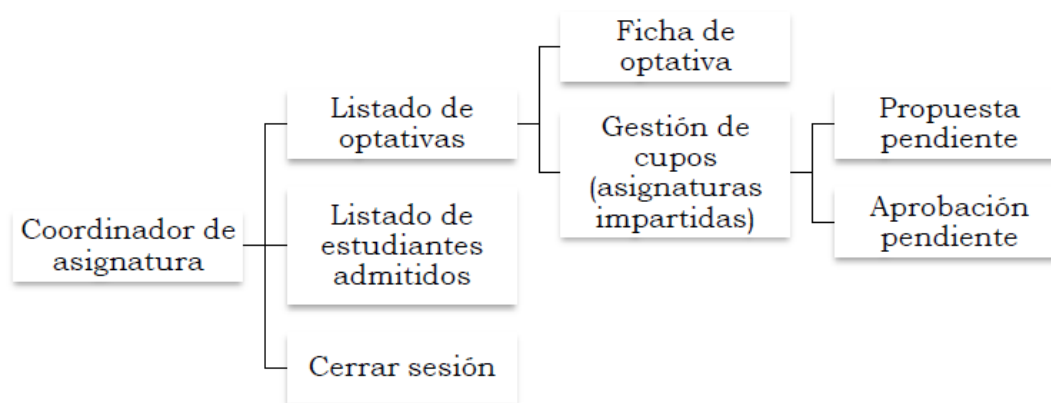 Coordinador de
asignatura
Listado de
optativas
Ficha de
optativa
Gestión de
cupos
(asignaturas
impartidas)
Propuesta
pendiente
Aprobación
pendiente
Listado de
estudiantes
admitidos
Cerrar sesión